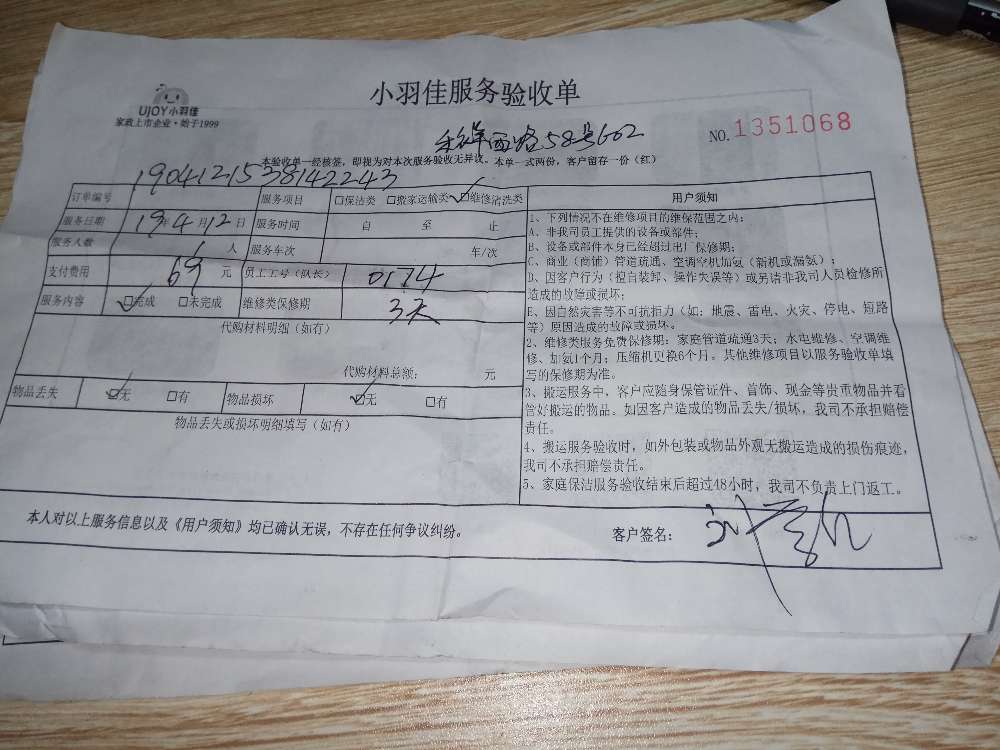 小羽佳服务验收单
UJOY小羽佳
家政上市企业·始于1999
祥西路58号602
NO.1351068
本验收单一经核签，即视为对本次服务验收无异议。本单一式两份，客户留存一份（红）
订单编号 190412153814224​3
服务项目 □保洁类 □搬家运输类 ☑维修清洗类
服务日期 19年4月12日 服务时间 自 至 止
服务人数 1人 服务车次 年/次
支付费用 69元 员工工号（队长） 0174
服务内容 ☑完成 □未完成 维修类保修期 3天
代购材料明细（如有）
代购材料总额： 元
物品丢失 ☑无 □有 物品损坏 ☑无 □有
物品丢失或损坏明细填写（如有）
用户须知
1、下列情况不在维修项目的维保范围之内：
A、非我司员工提供的设备或部件；
B、设备或部件本身已经超过出厂保修期；
C、商业（商铺）管道疏通、空调空机加氨（新机或漏氨）；
D、因客户行为（擅自装卸、操作失误等）或另请非我司人员检修所
造成的故障或损坏；
E、因自然灾害等不可抗拒力（如：地震、雷电、火灾、停电、短路
等）原因造成的故障或损坏。
2、维修类服务免费保修期：家庭管道疏通3天；水电维修、空调维
修、加氨1个月；压缩机更换6个月。其他维修项目以服务验收单填
写的保修期为准。
3、搬运服务中，客户应随身保管证件、首饰、现金等贵重物品并看
管好搬运的物品。如因客户造成的物品丢失/损坏，我司不承担赔偿
责任。
4、搬运服务验收时，如外包装或物品外观无搬运造成的损伤痕迹，
我司不承担赔偿责任。
5、家庭保洁服务验收结束后超过48小时，我司不负责上门返工。
本人对以上服务信息以及《用户须知》均已确认无误，不存在任何争议纠纷。
客户签名：